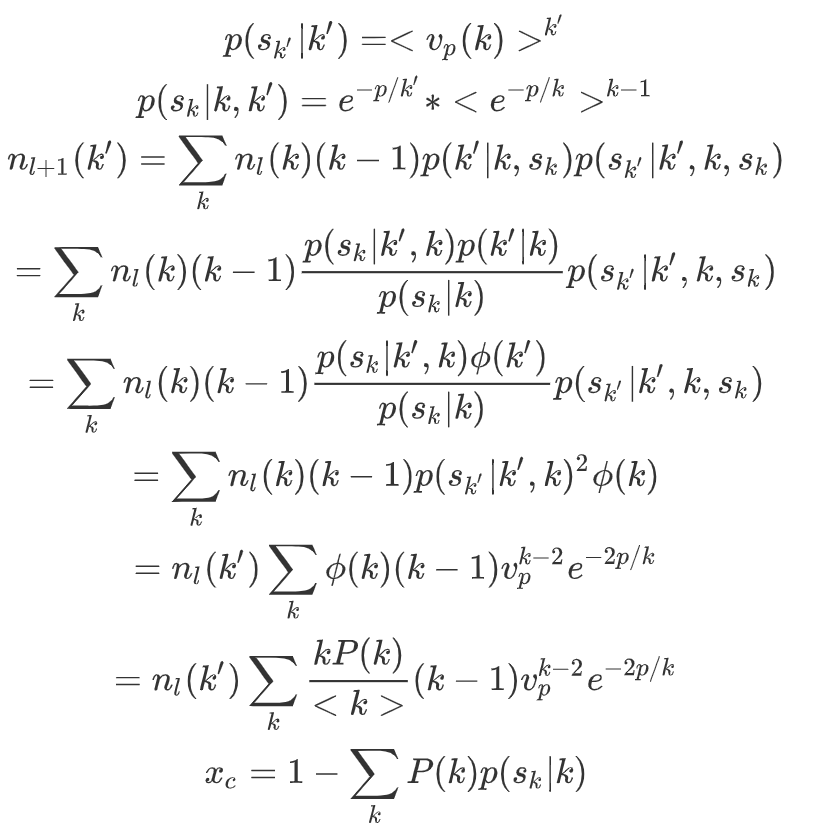 p(s_{k'}|k') =< v_p(k) >^{k'}
p(s_k|k, k') = e^{-p/k'} * < e^{-p/k} >^{k-1}
n_{l+1}(k') = \sum_k n_l(k)(k - 1)p(k'|k, s_k)p(s_{k'}|k', k, s_k)
= \sum_k n_l(k)(k - 1)\frac{p(s_k|k', k)p(k'|k)}{p(s_k|k)}p(s_{k'}|k', k, s_k)
= \sum_k n_l(k)(k - 1)\frac{p(s_k|k', k)\phi(k')}{p(s_k|k)}p(s_{k'}|k', k, s_k)
= \sum_k n_l(k)(k - 1)p(s_{k'}|k', k)^2\phi(k)
= n_l(k')\sum_k \phi(k)(k - 1)v_p^{k-2}e^{-2p/k}
= n_l(k')\sum_k \frac{kP(k)}{< k >}(k - 1)v_p^{k-2}e^{-2p/k}
x_c = 1 - \sum_k P(k)p(s_k|k)